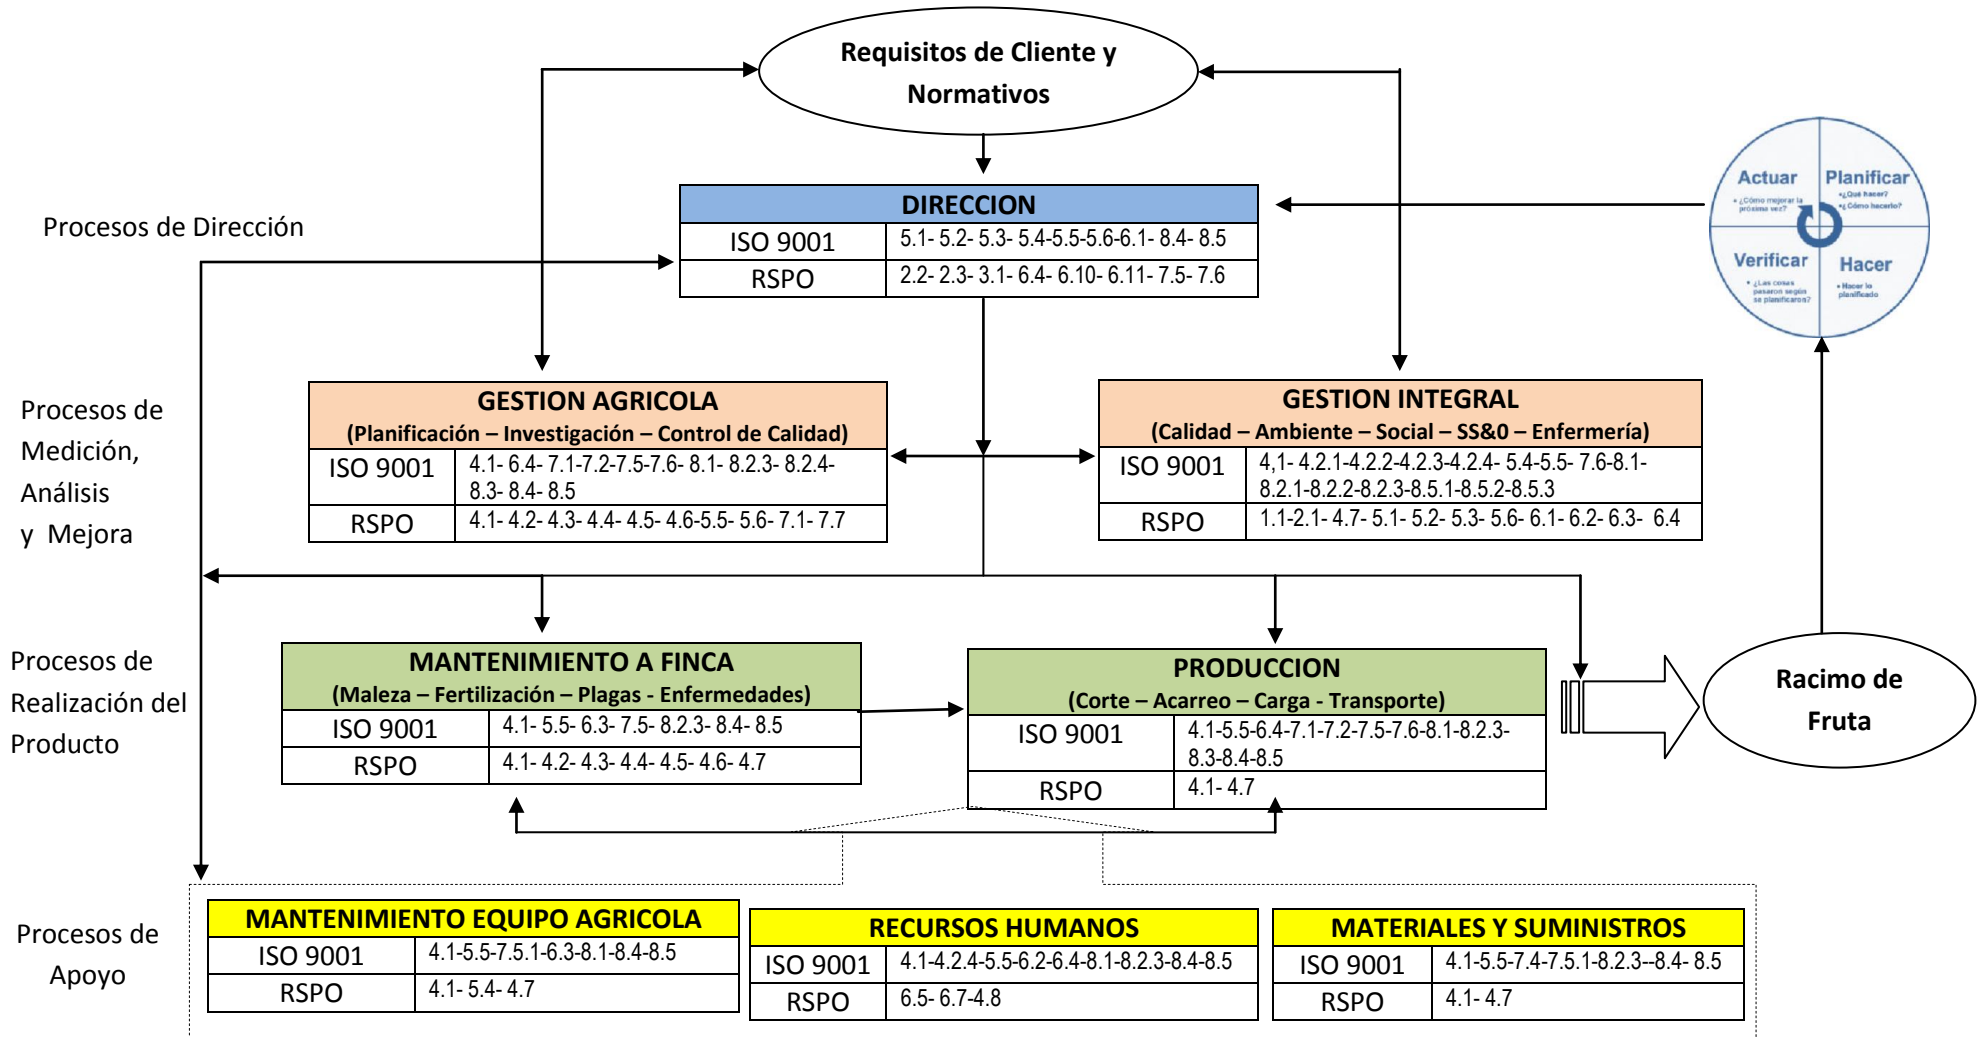 Requisitos de Cliente y
Normativos
Actuar
• ¿Cómo mejorar la
próxima vez?
Planificar
•¿Qué hacer?
•¿Cómo hacerlo?
Verificar
• ¿Las cosas
pasaron según
se planificaron?
Hacer
• Hacer lo
planificado
Procesos de Dirección
DIRECCION
ISO 9001 5.1- 5.2- 5.3- 5.4-5.5-5.6-6.1- 8.4- 8.5
RSPO 2.2- 2.3- 3.1- 6.4- 6.10- 6.11- 7.5- 7.6
Procesos de
Medición,
Análisis
y Mejora
GESTION AGRICOLA
(Planificación – Investigación – Control de Calidad)
ISO 9001 4.1- 6.4- 7.1-7.2-7.5-7.6- 8.1- 8.2.3- 8.2.4-
8.3- 8.4- 8.5
RSPO 4.1- 4.2- 4.3- 4.4- 4.5- 4.6-5.5- 5.6- 7.1- 7.7
GESTION INTEGRAL
(Calidad – Ambiente – Social – SS&0 – Enfermería)
ISO 9001 4,1- 4.2.1-4.2.2-4.2.3-4.2.4- 5.4-5.5- 7.6-8.1-
8.2.1-8.2.2-8.2.3-8.5.1-8.5.2-8.5.3
RSPO 1.1-2.1- 4.7- 5.1- 5.2- 5.3- 5.6- 6.1- 6.2- 6.3- 6.4
Procesos de
Realización del
Producto
MANTENIMIENTO A FINCA
(Maleza – Fertilización – Plagas - Enfermedades)
ISO 9001 4.1- 5.5- 6.3- 7.5- 8.2.3- 8.4- 8.5
RSPO 4.1- 4.2- 4.3- 4.4- 4.5- 4.6- 4.7
PRODUCCION
(Corte – Acarreo – Carga - Transporte)
ISO 9001 4.1-5.5-6.4-7.1-7.2-7.5-7.6-8.1-8.2.3-
8.3-8.4-8.5
RSPO 4.1- 4.7
Racimo de
Fruta
Procesos de
Apoyo
MANTENIMIENTO EQUIPO AGRICOLA
ISO 9001 4.1-5.5-7.5.1-6.3-8.1-8.4-8.5
RSPO 4.1- 5.4- 4.7
RECURSOS HUMANOS
ISO 9001 4.1-4.2.4-5.5-6.2-6.4-8.1-8.2.3-8.4-8.5
RSPO 6.5- 6.7-4.8
MATERIALES Y SUMINISTROS
ISO 9001 4.1-5.5-7.4-7.5.1-8.2.3--8.4- 8.5
RSPO 4.1- 4.7